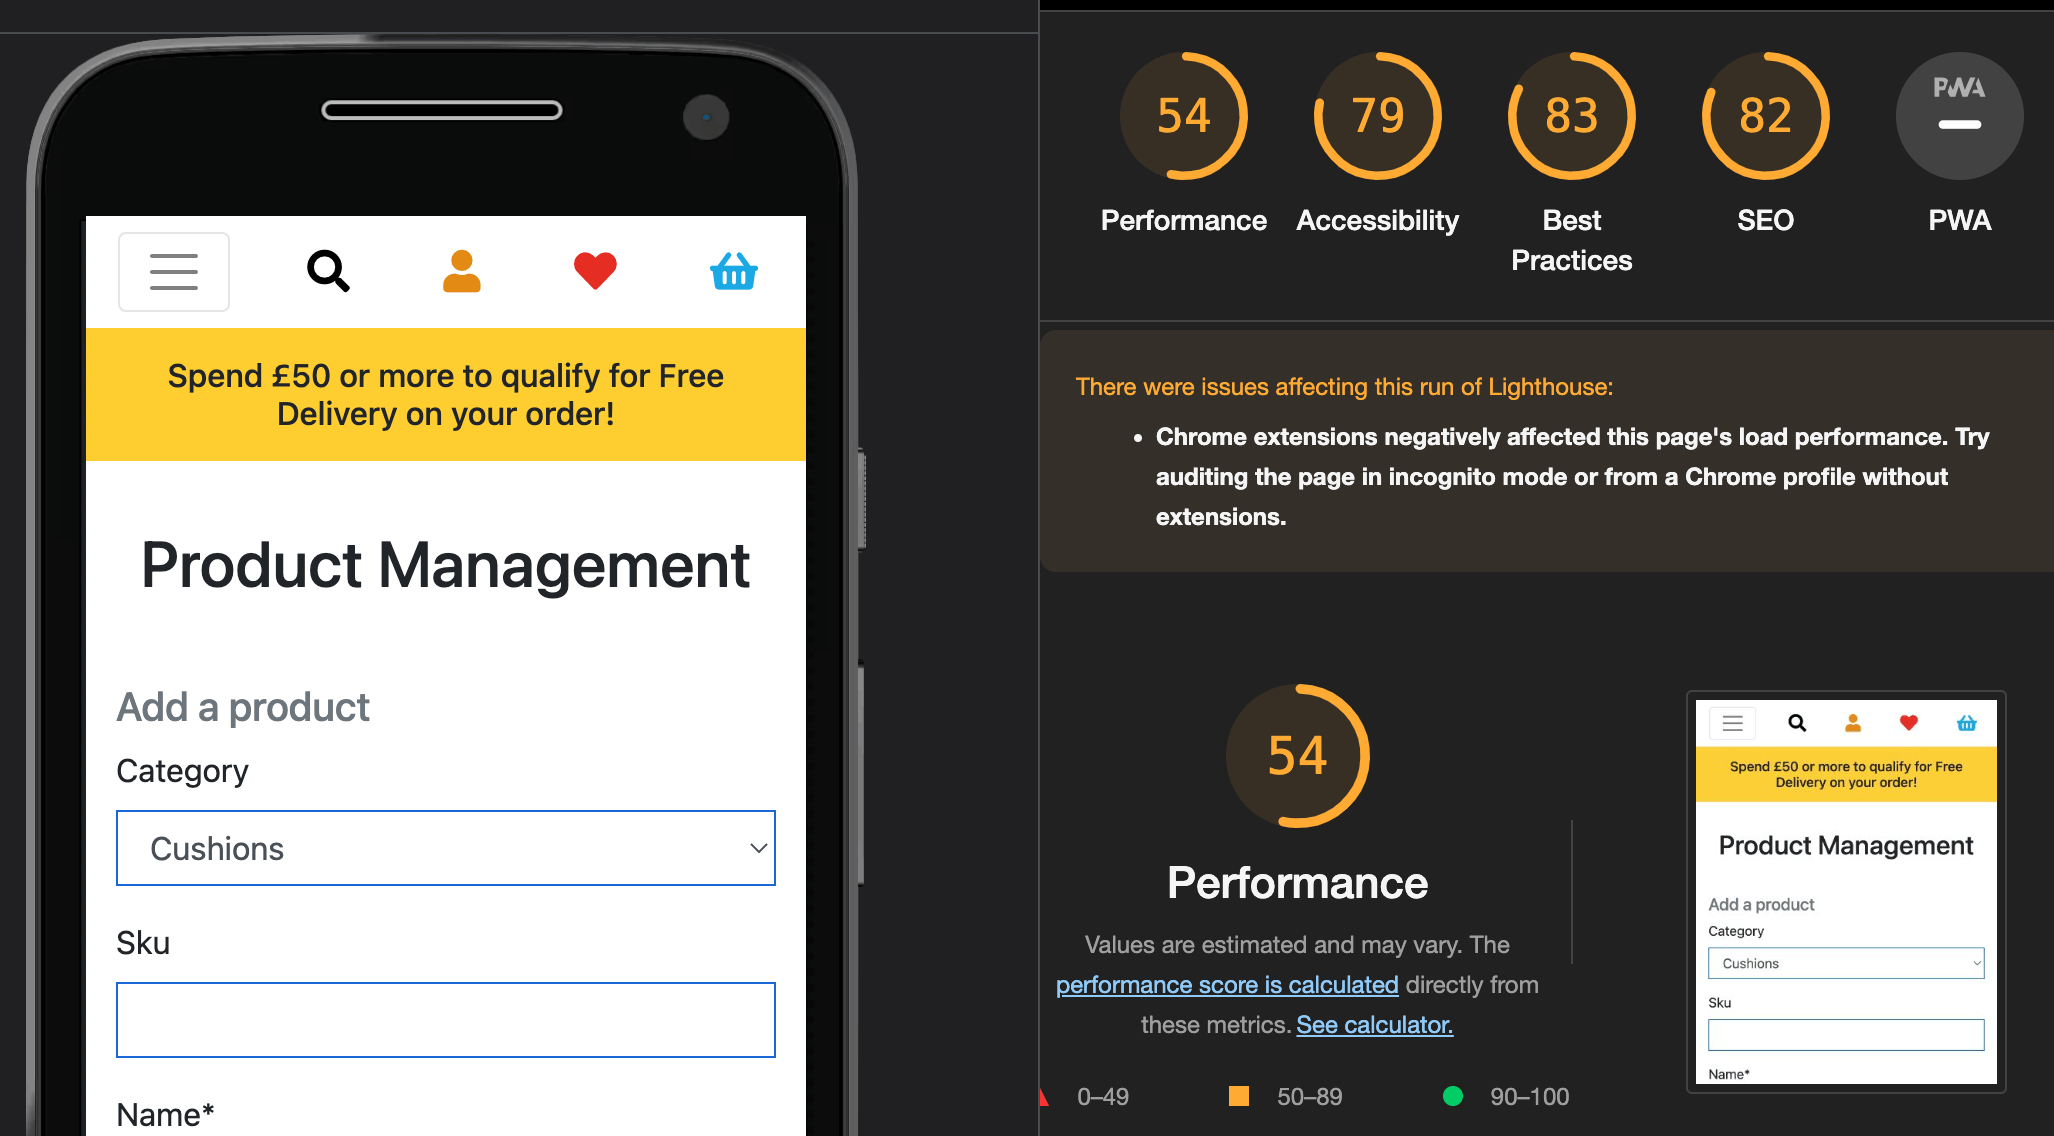 Spend £50 or more to qualify for Free
Delivery on your order!
Product Management
Add a product
Category
Cushions
Sku
Name*
54
79
83
82
PWA
Performance
Accessibility
Best
Practices
SEO
PWA
There were issues affecting this run of Lighthouse:
Chrome extensions negatively affected this page's load performance. Try
auditing the page in incognito mode or from a Chrome profile without
extensions.
54
Performance
Values are estimated and may vary. The
performance score is calculated directly from
these metrics. See calculator.
0–49
50–89
90–100
Spend £50 or more to qualify for Free
Delivery on your order!
Product Management
Add a product
Category
Cushions
Sku
Name*